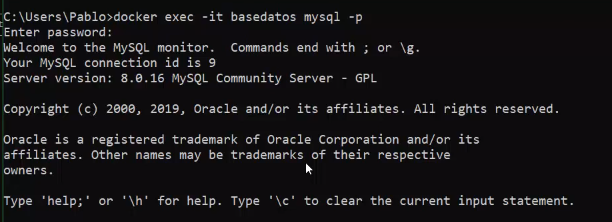 C:\Users\Pablo>docker exec -it basedatos mysql -p
Enter password:
Welcome to the MySQL monitor.  Commands end with ; or \g.
Your MySQL connection id is 9
Server version: 8.0.16 MySQL Community Server - GPL
Copyright (c) 2000, 2019, Oracle and/or its affiliates. All rights reserved.
Oracle is a registered trademark of Oracle Corporation and/or its
affiliates. Other names may be trademarks of their respective
owners.
Type 'help;' or '\h' for help. Type '\c' to clear the current input statement.